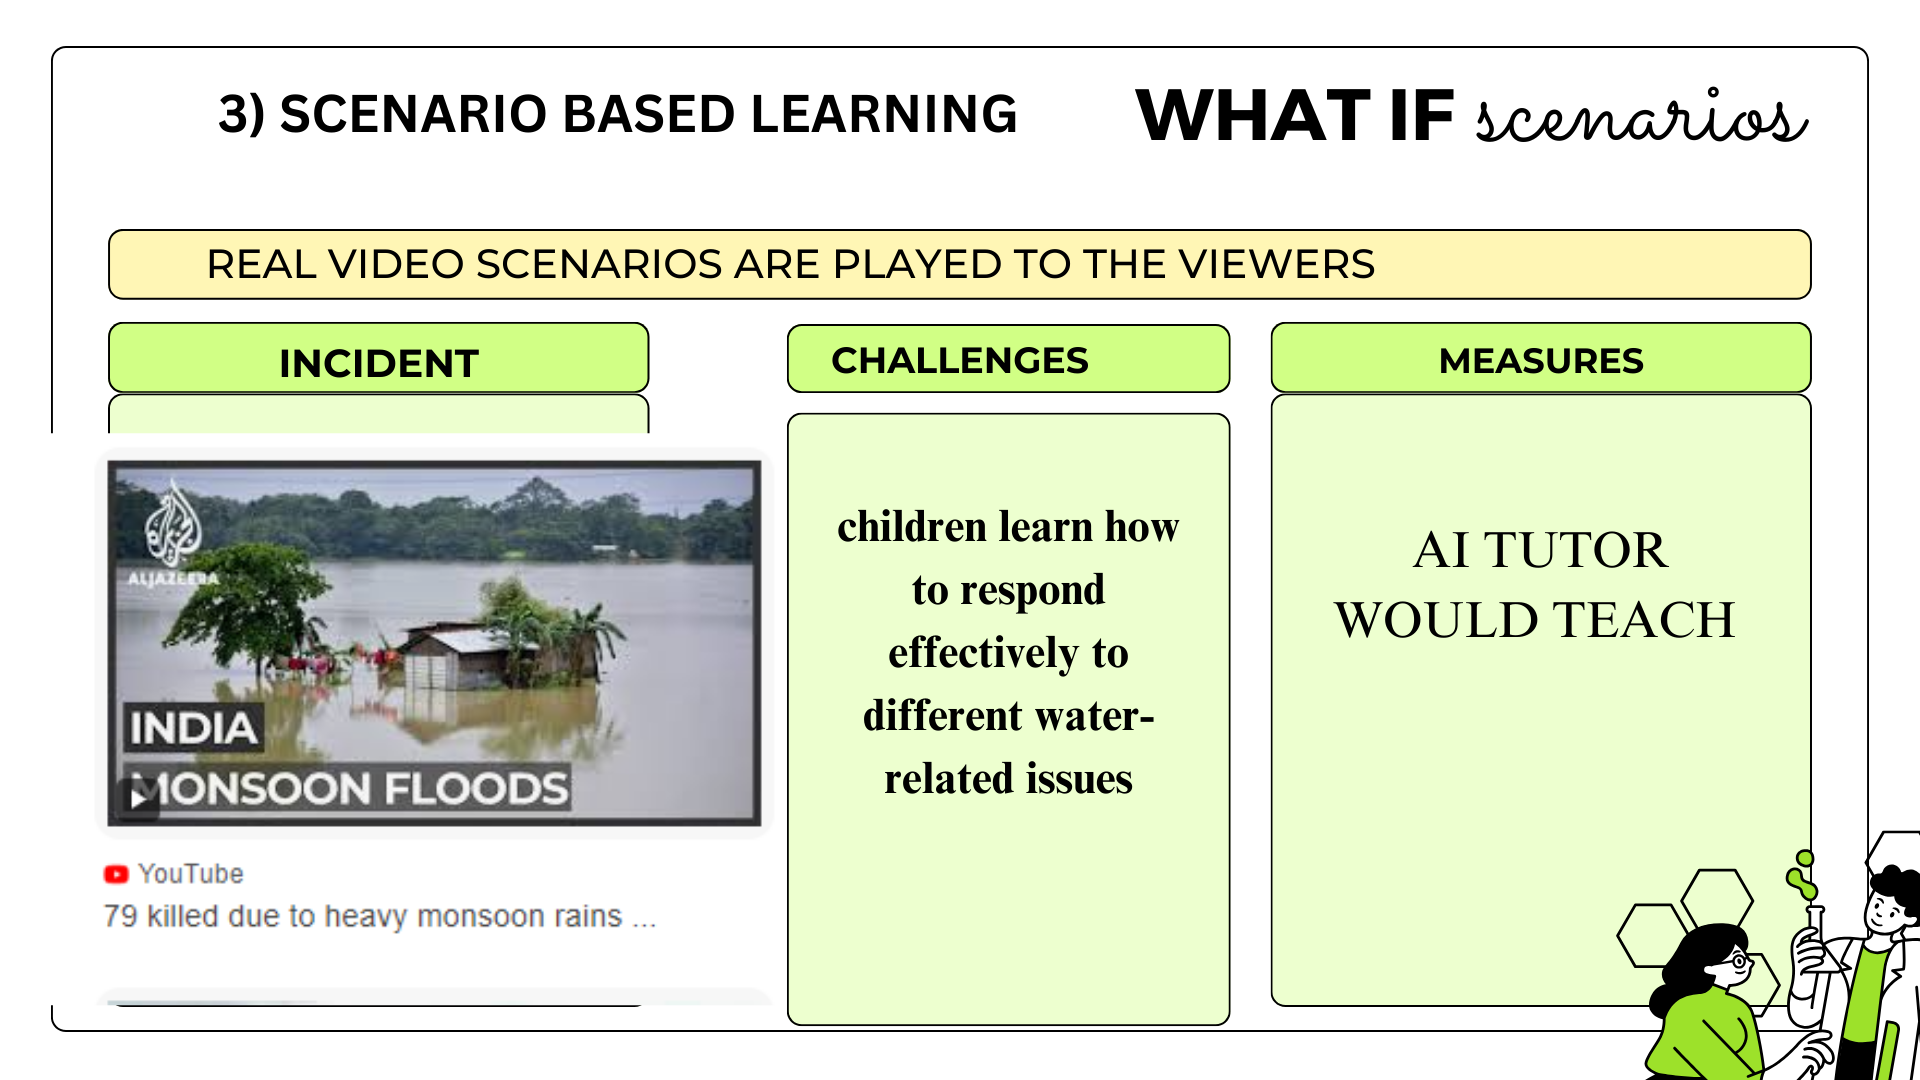 3) SCENARIO BASED LEARNING
WHAT IF scenarios
REAL VIDEO SCENARIOS ARE PLAYED TO THE VIEWERS
INCIDENT
CHALLENGES
MEASURES
ALJAZEERA
INDIA
MONSOON FLOODS
YouTube
79 killed due to heavy monsoon rains ...
children learn how
to respond
effectively to
different water-
related issues
AI TUTOR
WOULD TEACH